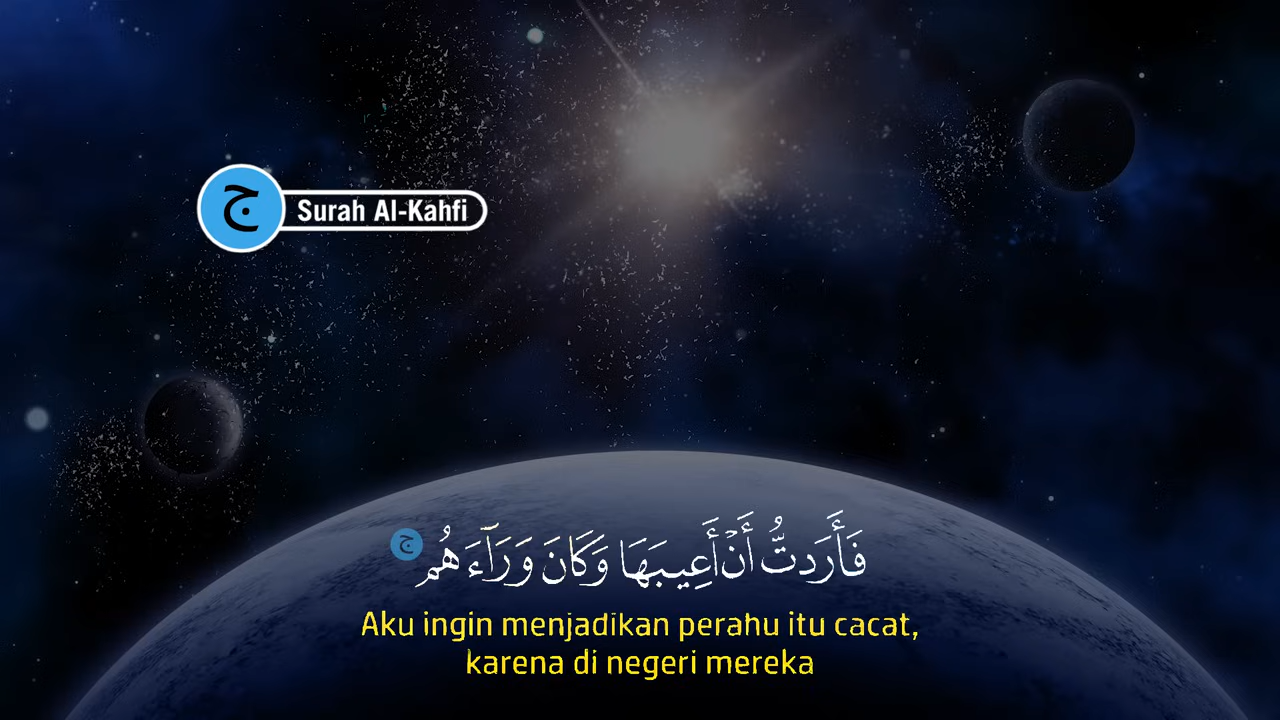 ج
Surah Al-Kahfi
فَأَرَدتُّ أَنْ أَعِيبَهَا وَكَانَ وَرَآءَهُم ج
Aku ingin menjadikan perahu itu cacat,
karena di negeri mereka